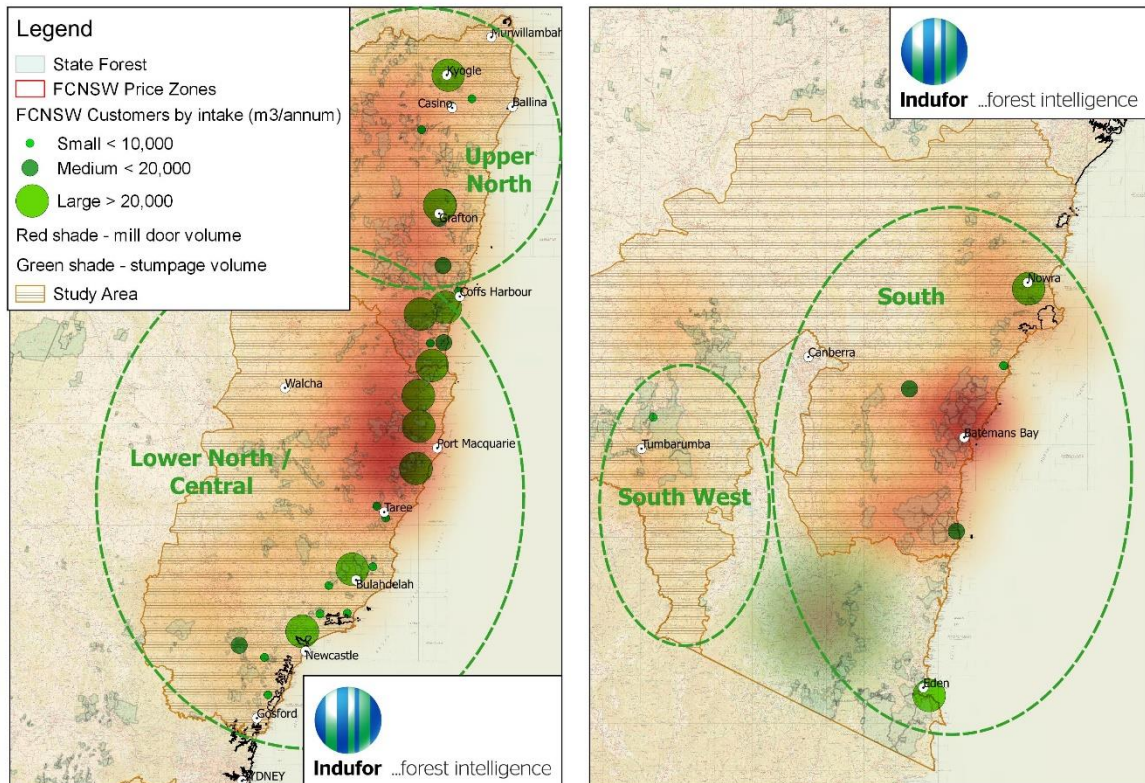 Legend
State Forest
FCNSW Price Zones
FCNSW Customers by intake (m3/annum)
Small < 10,000
Medium < 20,000
Large > 20,000
Red shade - mill door volume
Green shade - stumpage volume
Study Area
Murwillambah
Kyogle
Casino
Ballina
Upper
North
Grafton
Coffs Harbour
Walcha
Port Macquarie
Lower North /
Central
Taree
Bulahdelah
Newcastle
Gosford
SYDNEY
Indufor ...forest intelligence
Indufor ...forest intelligence
Nowra
South
Canberra
Batemans Bay
Tumbarumba
South West
Eden